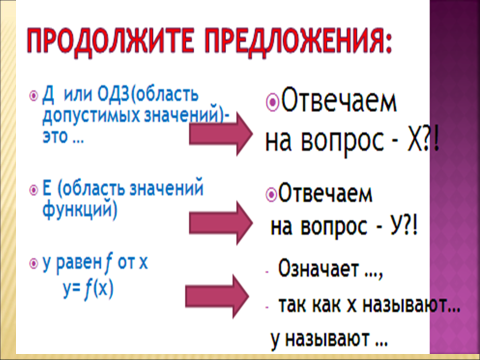 ПРОДОЛЖИТЕ ПРЕДЛОЖЕНИЯ:
Д или ОДЗ(область
допустимых значений)-
это ...
Отвечаем
на вопрос - Х?!
Е (область значений
функций)
Отвечаем
на вопрос - У?!
у равен ƒ от х
у= ƒ(х)
- Означает ...,
- так как х называют...
у называют ...